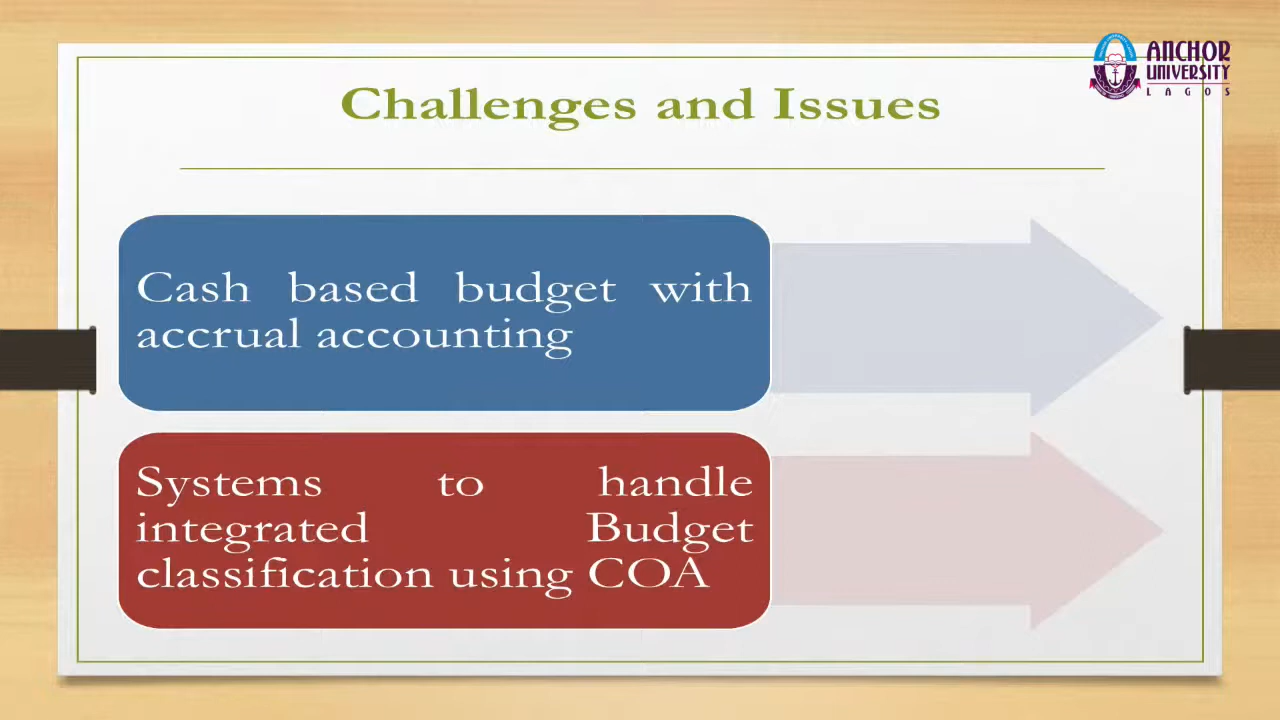 ANCHOR
UNIVERSITY
LAGOS
Challenges and Issues
Cash based budget with
accrual accounting
Systems to handle
integrated Budget
classification using COA